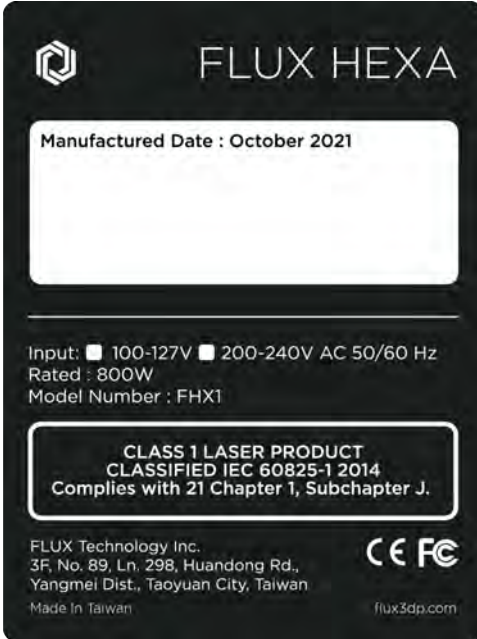 FLUX HEXA
Manufactured Date : October 2021
Input: 100-127V 200-240V AC 50/60 Hz
Rated : 800W
Model Number : FHX1
CLASS 1 LASER PRODUCT
CLASSIFIED IEC 60825-1 2014
Complies with 21 Chapter 1, Subchapter J.
FLUX Technology Inc.
3F, No. 89, Ln. 298, Huandong Rd.,
Yangmei Dist., Taoyuan City, Taiwan
CE FC
Made In Taiwan
flux3dp.com